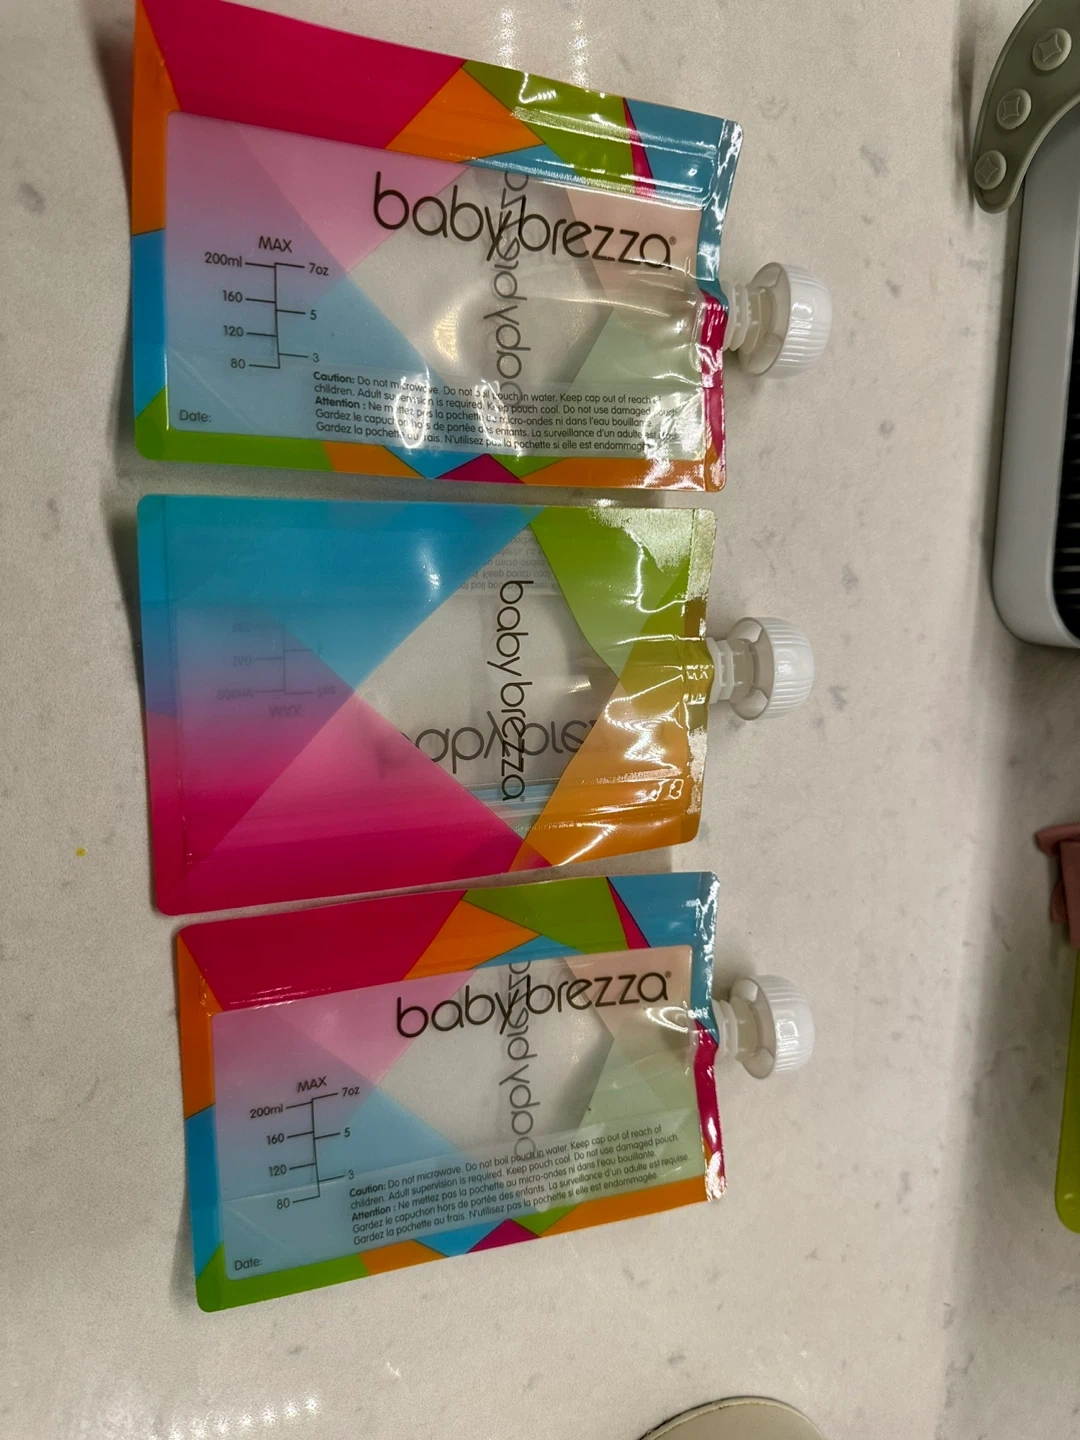 baby brezza®
MAX
200ml 7oz
160 5
120 3
80
Caution: Do not microwave. Do not boil pouch in water. Keep cap out of reach of
children. Adult supervision is required. Keep pouch cool. Do not use damaged pouch.
Attention : Ne mettez pas la pochette au micro-ondes ni dans l'eau bouillante.
Gardez le capuchon hors de portée des enfants. La surveillance d'un adulte est requise.
Gardez la pochette au frais. N'utilisez pas la pochette si elle est endommagée
Date:
baby brezza
baby brezza®
MAX
200ml 7oz
160 5
120 3
80
Caution: Do not microwave. Do not boil pouch in water. Keep cap out of reach of
children. Adult supervision is required. Keep pouch cool. Do not use damaged pouch.
Attention : Ne mettez pas la pochette au micro-ondes ni dans l'eau bouillante.
Gardez le capuchon hors de portée des enfants. La surveillance d'un adulte est requise.
Gardez la pochette au frais. N'utilisez pas la pochette si elle est endommagée
Date: